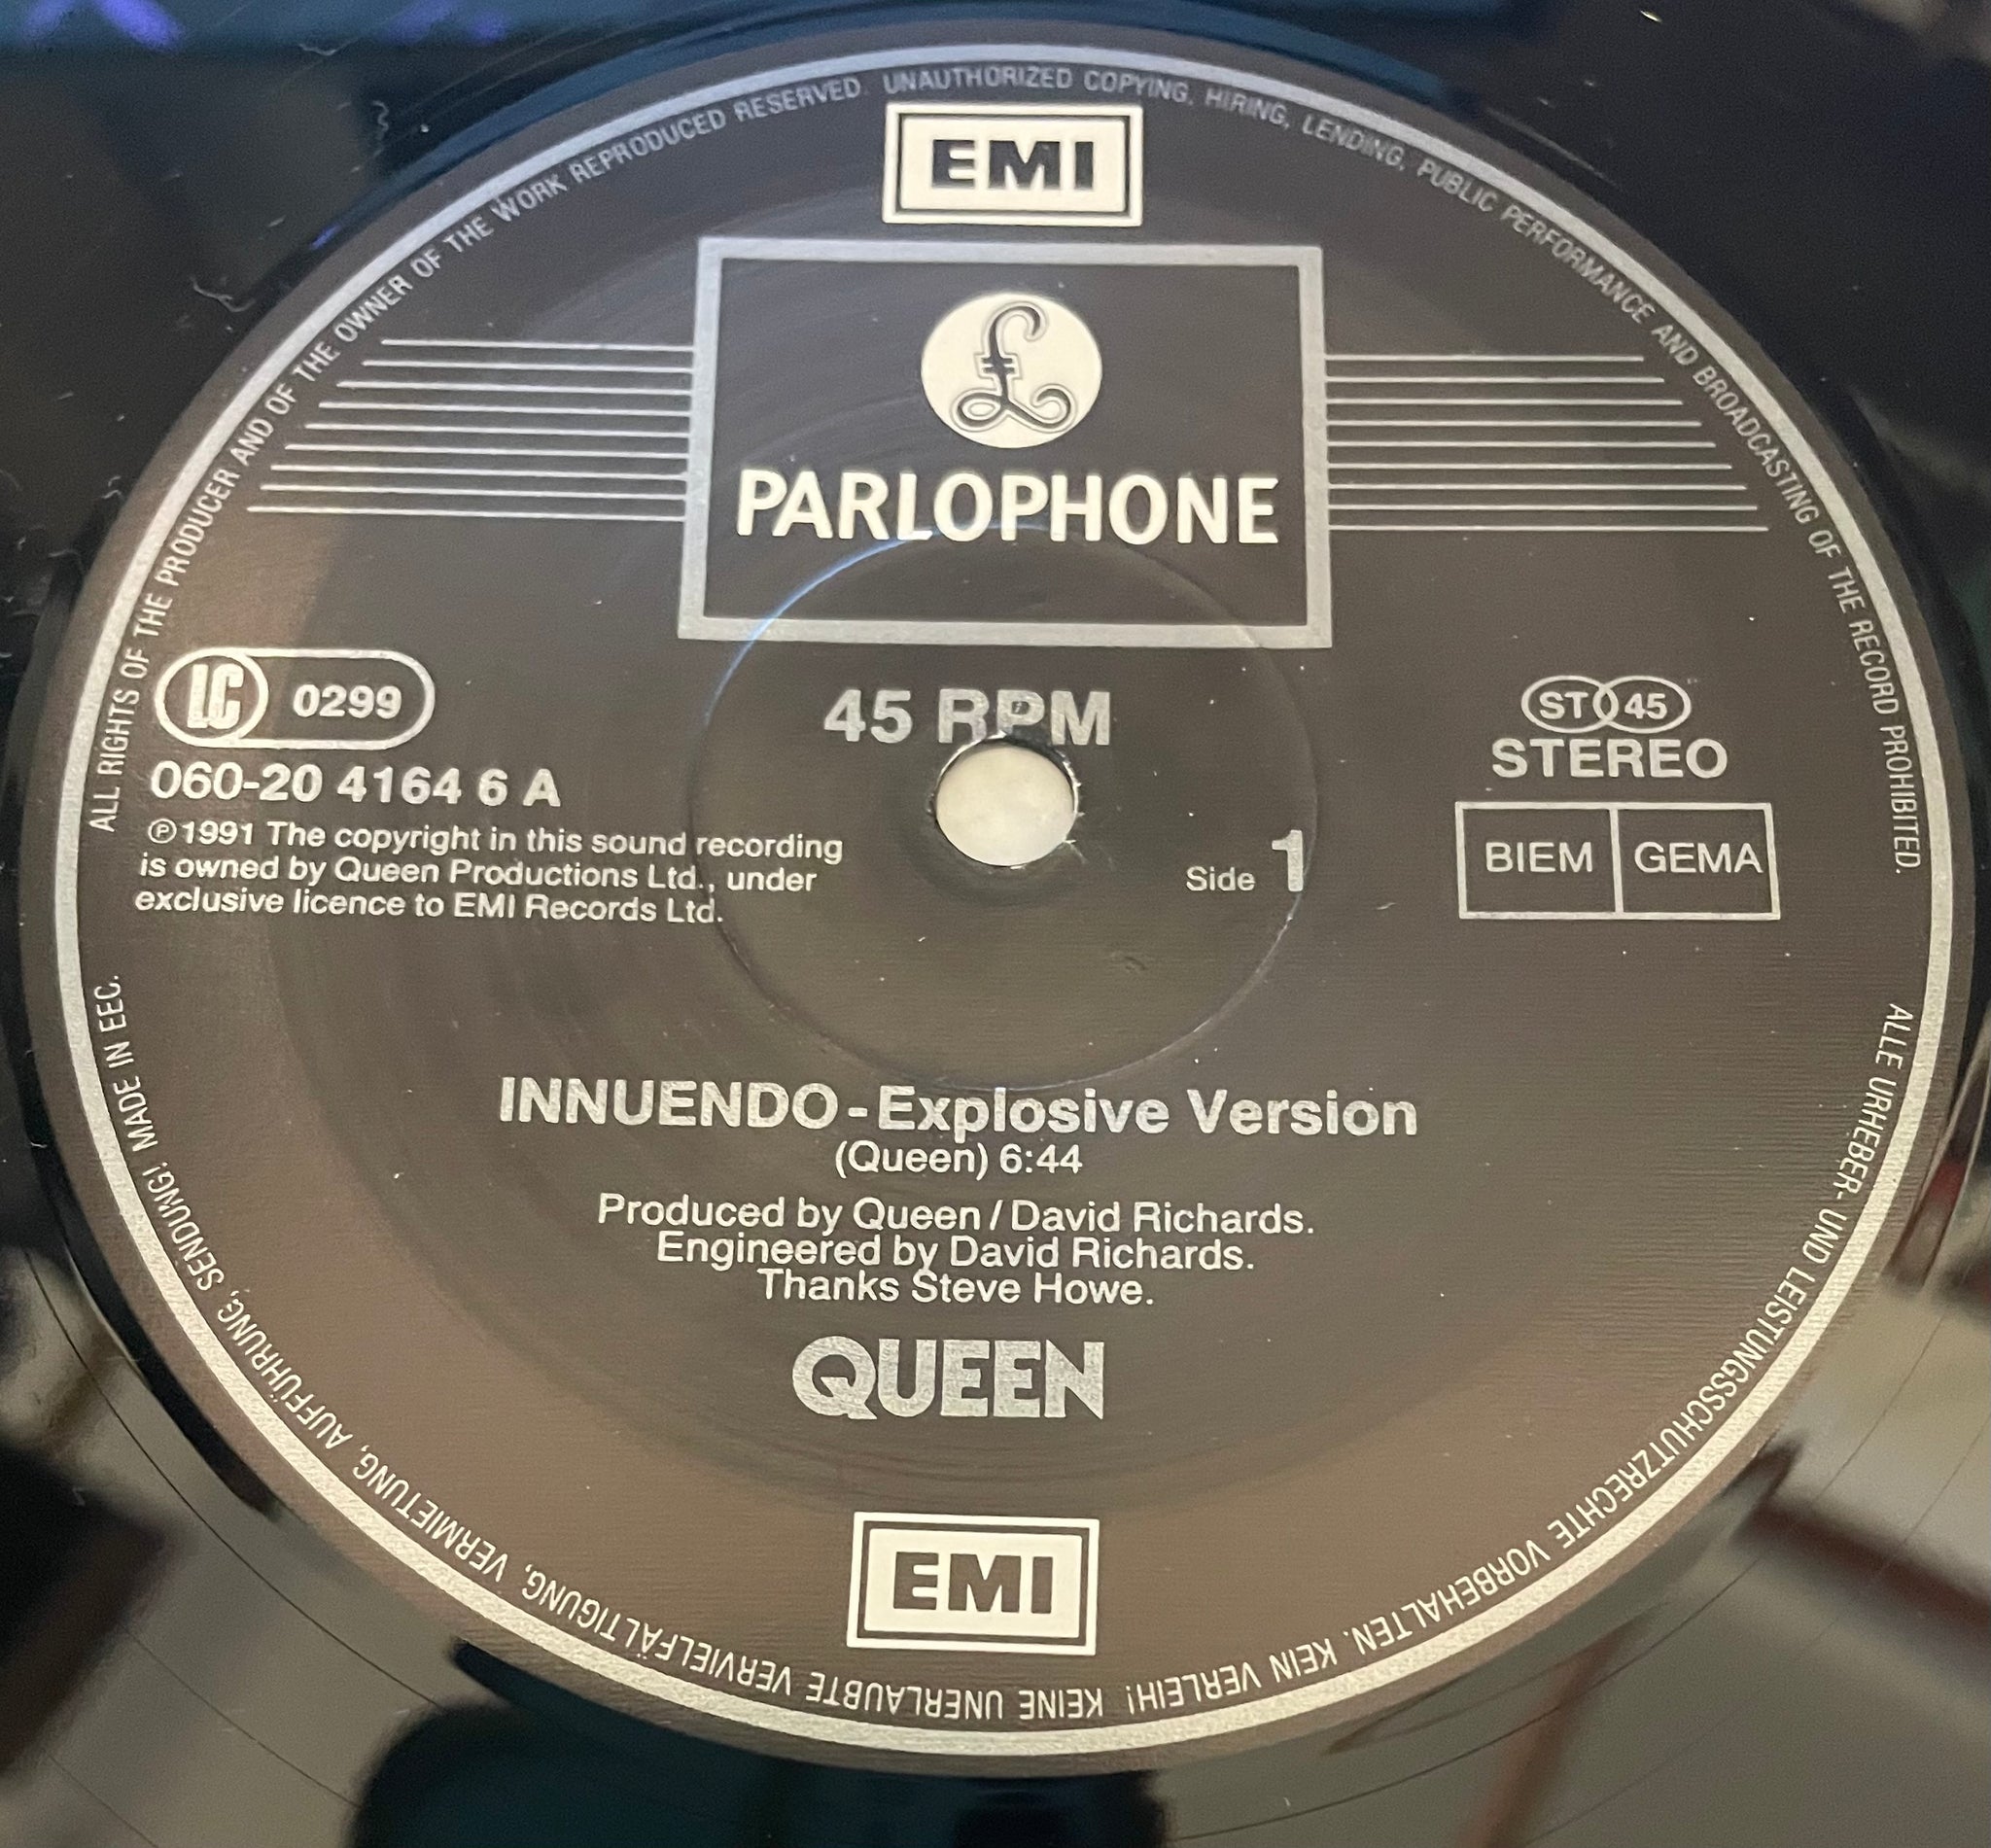 ALL RIGHTS OF THE PRODUCER AND OF THE OWNER OF THE WORK REPRODUCED RESERVED. UNAUTHORIZED COPYING, HIRING, LENDING, PUBLIC PERFORMANCE AND BROADCASTING OF THE RECORD PROHIBITED.
EMI
£
PARLOPHONE
LC 0299
45 RPM
ST 45
STEREO
060-20 4164 6 A
BIEM GEMA
℗1991 The copyright in this sound recording
is owned by Queen Productions Ltd., under
exclusive licence to EMI Records Ltd.
Side 1
INNUENDO-Explosive Version
(Queen) 6:44
Produced by Queen/David Richards.
Engineered by David Richards.
Thanks Steve Howe.
QUEEN
EMI
ALLE URHEBER- UND LEISTUNGSSCHUTZRECHTE VORBEHALTEN. KEIN VERLEIH! KEINE UNERLAUBTE VERVIELFÄLTIGUNG, VERMIETUNG, AUFFÜHRUNG, SENDUNG! MADE IN EEC.